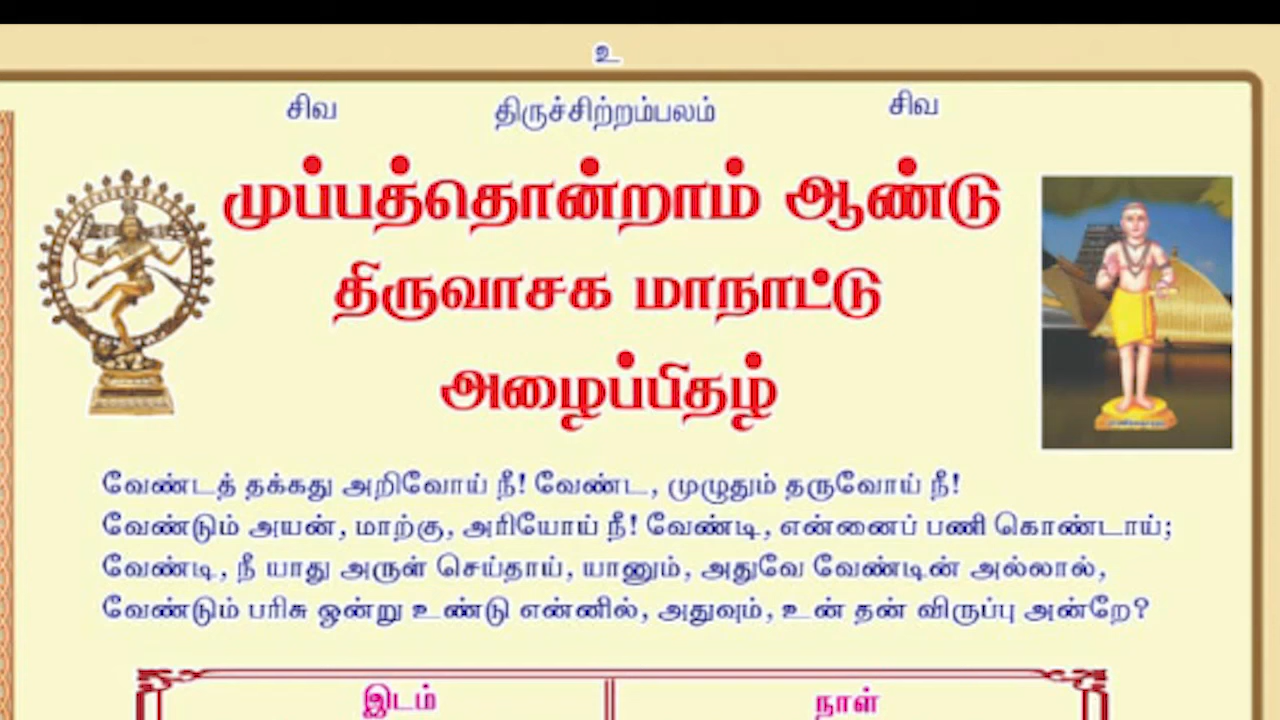 உ
சிவ திருச்சிற்றம்பலம் சிவ
முப்பத்தொன்றாம் ஆண்டு
திருவாசக மாநாட்டு
அழைப்பிதழ்
வேண்டத் தக்கது அறிவோய் நீ! வேண்ட, முழுதும் தருவோய் நீ!
வேண்டும் அயன், மாற்கு, அரியோய் நீ! வேண்டி, என்னைப் பணி கொண்டாய்;
வேண்டி, நீ யாது அருள் செய்தாய், யானும், அதுவே வேண்டின் அல்லால்,
வேண்டும் பரிசு ஒன்று உண்டு என்னில், அதுவும், உன் தன் விருப்பு அன்றே?
இடம் நாள்